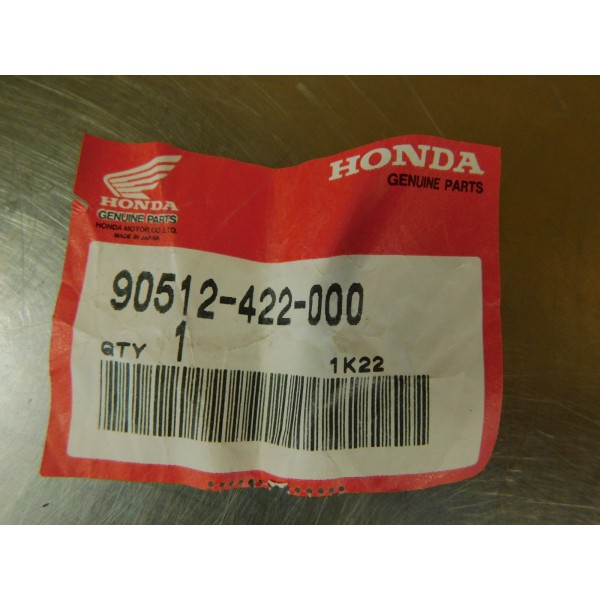 HONDA
GENUINE PARTS
HONDA
GENUINE PARTS
HONDA MOTOR CO.,LTD.
MADE IN JAPAN
90512-422-000
QTY 1
1K22